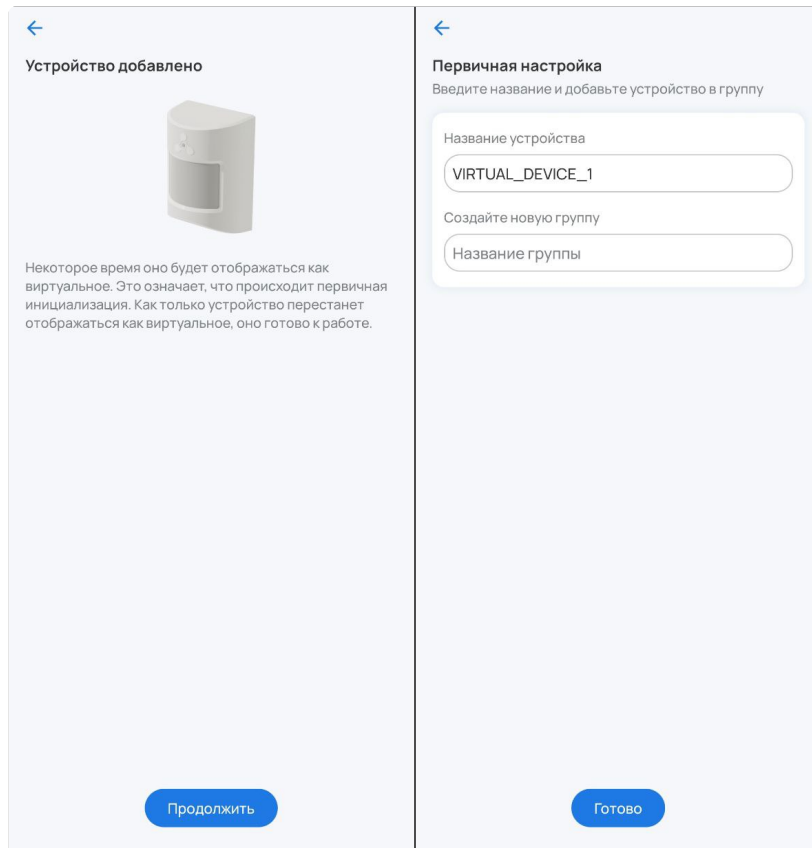 Устройство добавлено
Некоторое время оно будет отображаться как
виртуальное. Это означает, что происходит первичная
инициализация. Как только устройство перестанет
отображаться как виртуальное, оно готово к работе.
Продолжить
Первичная настройка
Введите название и добавьте устройство в группу
Название устройства
VIRTUAL_DEVICE_1
Создайте новую группу
Название группы
Готово